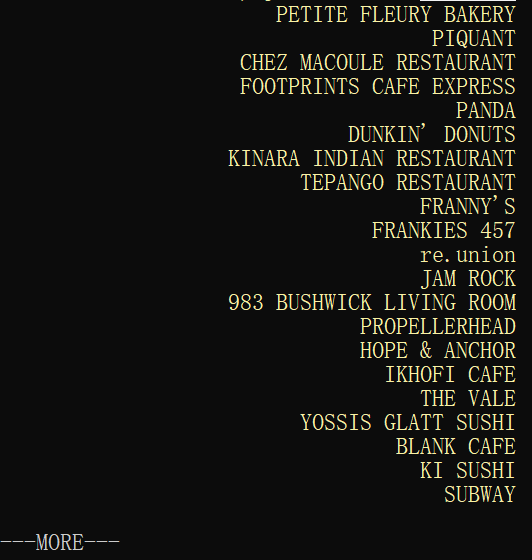 PETITE FLEURY BAKERY
PIQUANT
CHEZ MACOULE RESTAURANT
FOOTPRINTS CAFE EXPRESS
PANDA
DUNKIN' DONUTS
KINARA INDIAN RESTAURANT
TEPANGO RESTAURANT
FRANNY'S
FRANKIES 457
re.union
JAM ROCK
983 BUSHWICK LIVING ROOM
PROPELLERHEAD
HOPE & ANCHOR
IKHOFI CAFE
THE VALE
YOSSIS GLATT SUSHI
BLANK CAFE
KI SUSHI
SUBWAY
---MORE---